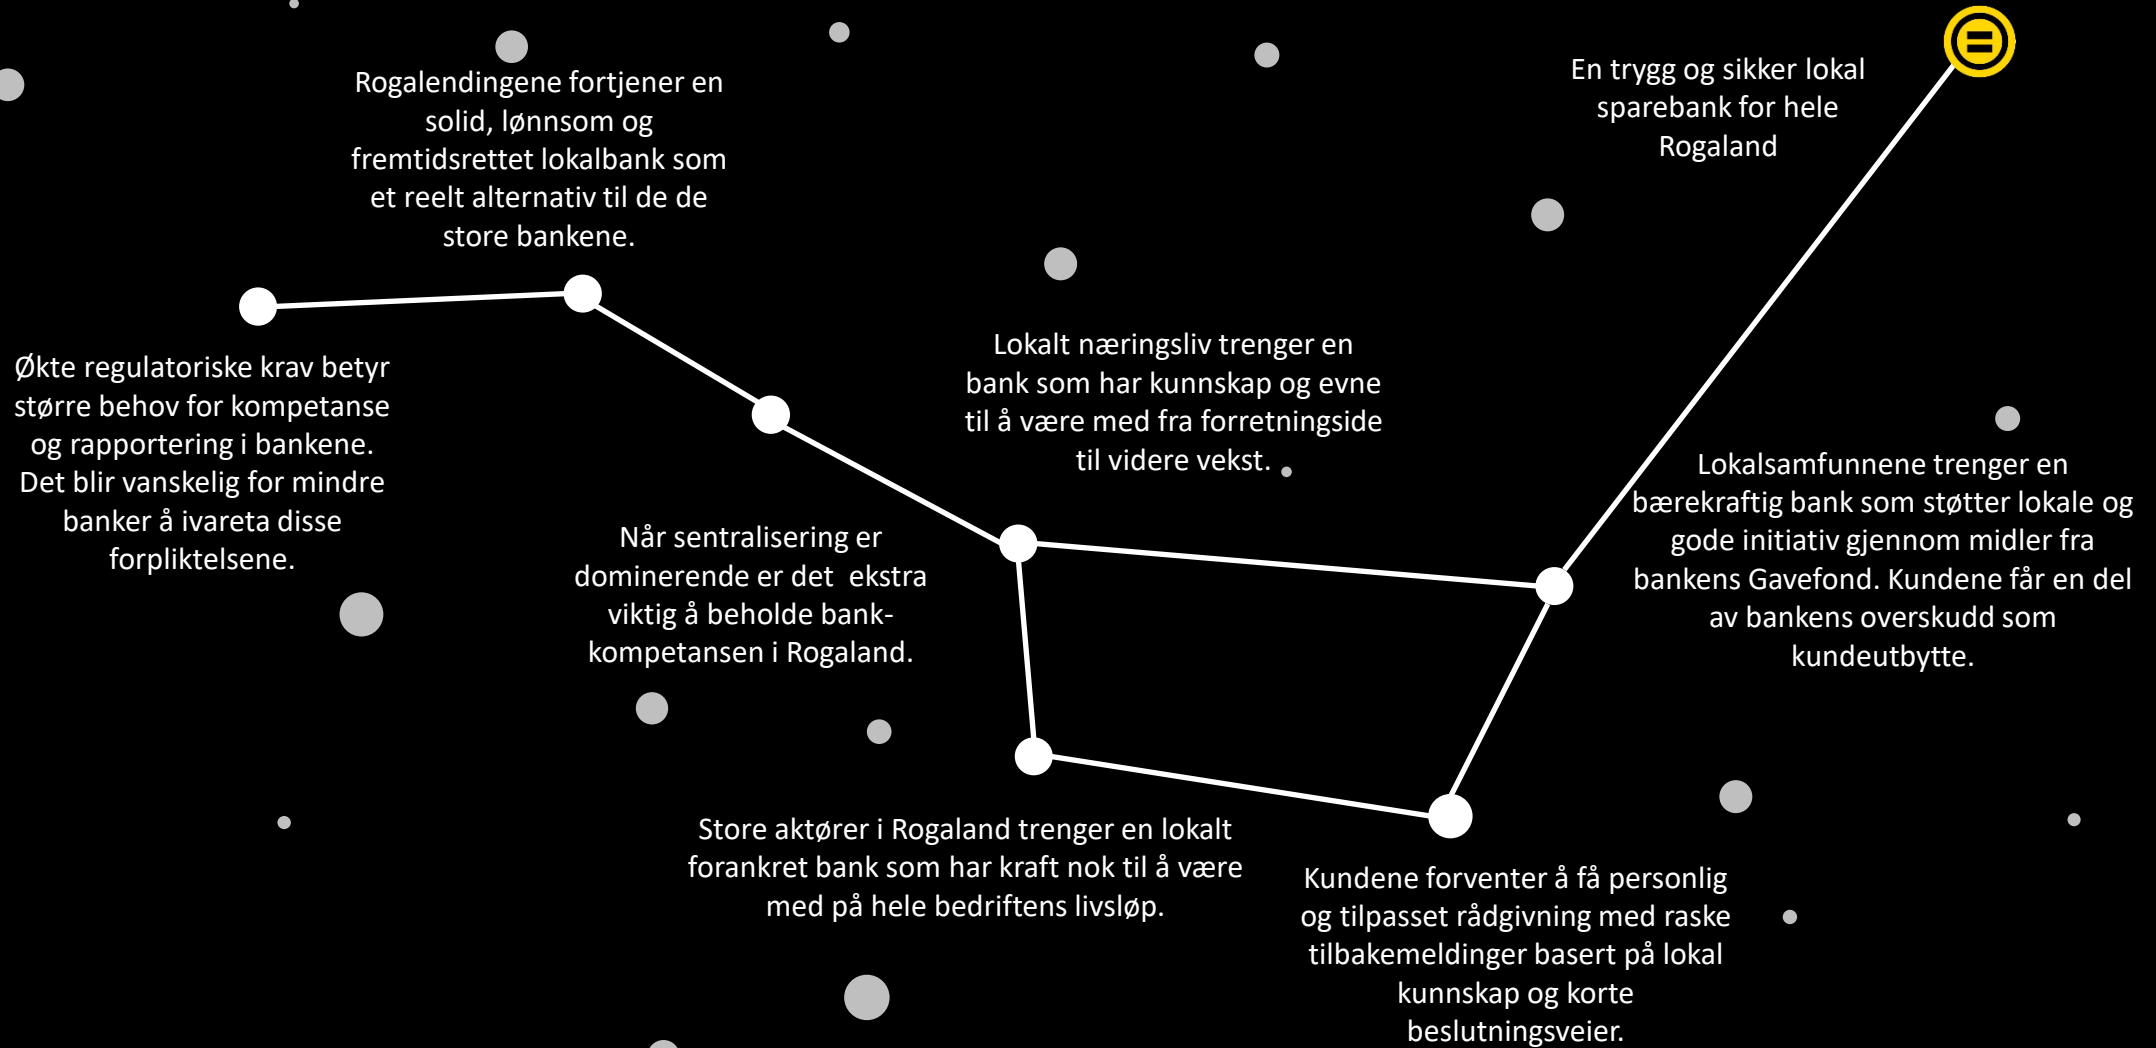 Rogalendingene fortjener en
solid, lønnsom og
fremtidsrettet lokalbank som
et reelt alternativ til de de
store bankene.
En trygg og sikker lokal
sparebank for hele
Rogaland
Økte regulatoriske krav betyr
større behov for kompetanse
og rapportering i bankene.
Det blir vanskelig for mindre
banker å ivareta disse
forpliktelsene.
Lokalt næringsliv trenger en
bank som har kunnskap og evne
til å være med fra forretningside
til videre vekst.
Når sentralisering er
dominerende er det  ekstra
viktig å beholde bank-
kompetansen i Rogaland.
Lokalsamfunnene trenger en
bærekraftig bank som støtter lokale og
gode initiativ gjennom midler fra
bankens Gavefond. Kundene får en del
av bankens overskudd som
kundeutbytte.
Store aktører i Rogaland trenger en lokalt
forankret bank som har kraft nok til å være
med på hele bedriftens livsløp.
Kundene forventer å få personlig
og tilpasset rådgivning med raske
tilbakemeldinger basert på lokal
kunnskap og korte
beslutningsveier.